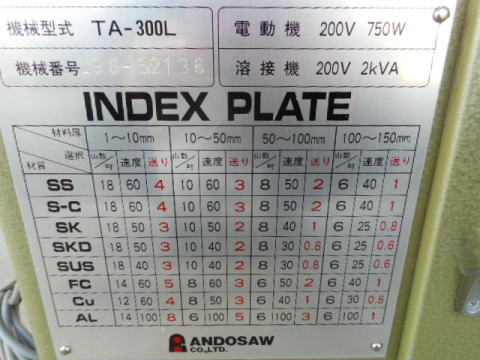 機械型式 TA-300L 電動機 200V 750W
機械番号 96-32136 溶接機 200V 2kVA
INDEX PLATE
材料厚 1～10mm 10～50mm 50～100mm 100～150mm
材質 選択 山数/吋 速度 送り 山数/吋 速度 送り 山数/吋 速度 送り 山数/吋 速度 送り
SS 18 60 4 10 60 3 8 50 2 6 40 1
S-C 18 60 4 10 60 3 8 50 2 6 40 1
SK 18 50 3 10 50 2 8 40 1 6 25 0.8
SKD 18 50 3 10 40 2 8 30 0.8 6 25 0.6
SUS 18 40 3 10 40 2 8 30 0.8 6 25 0.6
FC 14 60 5 8 60 3 6 50 2 6 40 1
Cu 12 60 4 8 50 3 6 40 1 6 30 0.8
AL 14 100 8 6 100 5 6 100 3 6 100 1
ANDOSAW
CO.,LTD.